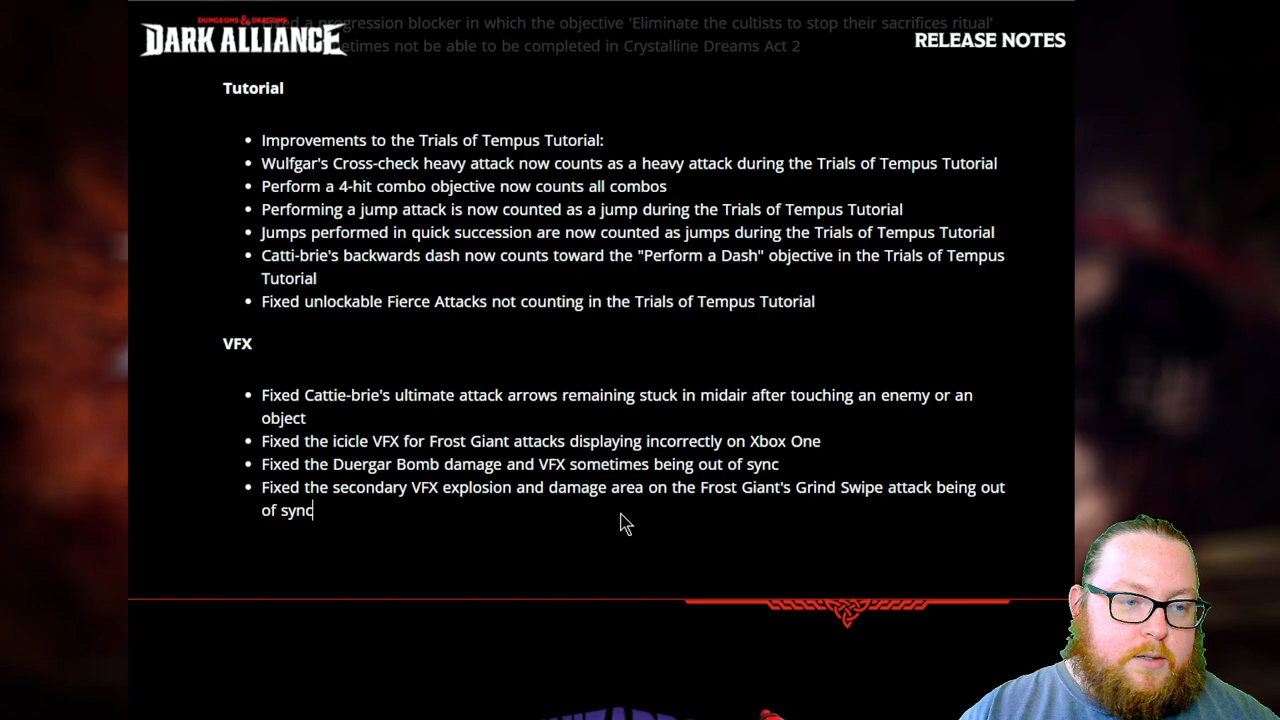 DUNGEONS & DRAGONS
DARK ALLIANCE
RELEASE NOTES
a progression blocker in which the objective 'Eliminate the cultists to stop their sacrifices ritual'
not be able to be completed in Crystalline Dreams Act 2
Tutorial
• Improvements to the Trials of Tempus Tutorial:
• Wulfgar's Cross-check heavy attack now counts as a heavy attack during the Trials of Tempus Tutorial
• Perform a 4-hit combo objective now counts all combos
• Performing a jump attack is now counted as a jump during the Trials of Tempus Tutorial
• Jumps performed in quick succession are now counted as jumps during the Trials of Tempus Tutorial
• Catti-brie's backwards dash now counts toward the "Perform a Dash" objective in the Trials of Tempus
Tutorial
• Fixed unlockable Fierce Attacks not counting in the Trials of Tempus Tutorial
VFX
• Fixed Cattie-brie's ultimate attack arrows remaining stuck in midair after touching an enemy or an
object
• Fixed the icicle VFX for Frost Giant attacks displaying incorrectly on Xbox One
• Fixed the Duergar Bomb damage and VFX sometimes being out of sync
• Fixed the secondary VFX explosion and damage area on the Frost Giant's Grind Swipe attack being out
of sync